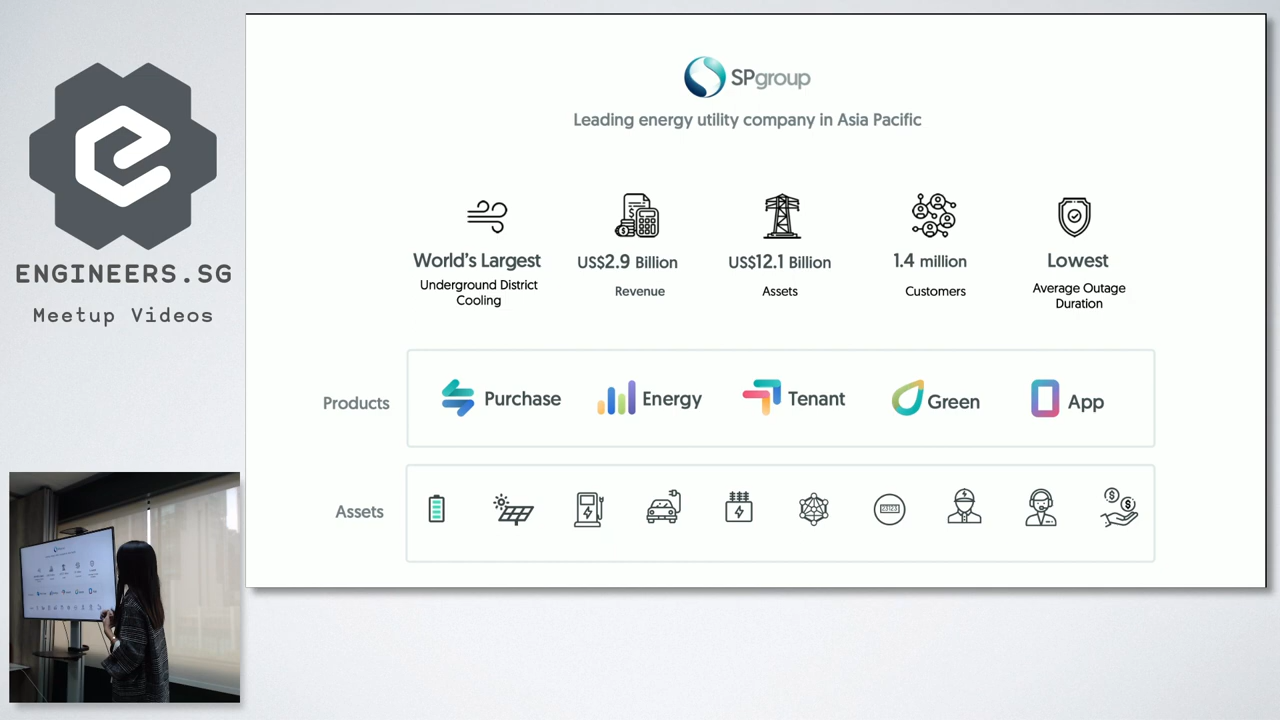 ENGINEERS.SG
Meetup Videos
SPgroup
Leading energy utility company in Asia Pacific
World's Largest
Underground District
Cooling
US$2.9 Billion
Revenue
US$12.1 Billion
Assets
1.4 million
Customers
Lowest
Average Outage
Duration
Products
Purchase
Energy
Tenant
Green
App
Assets